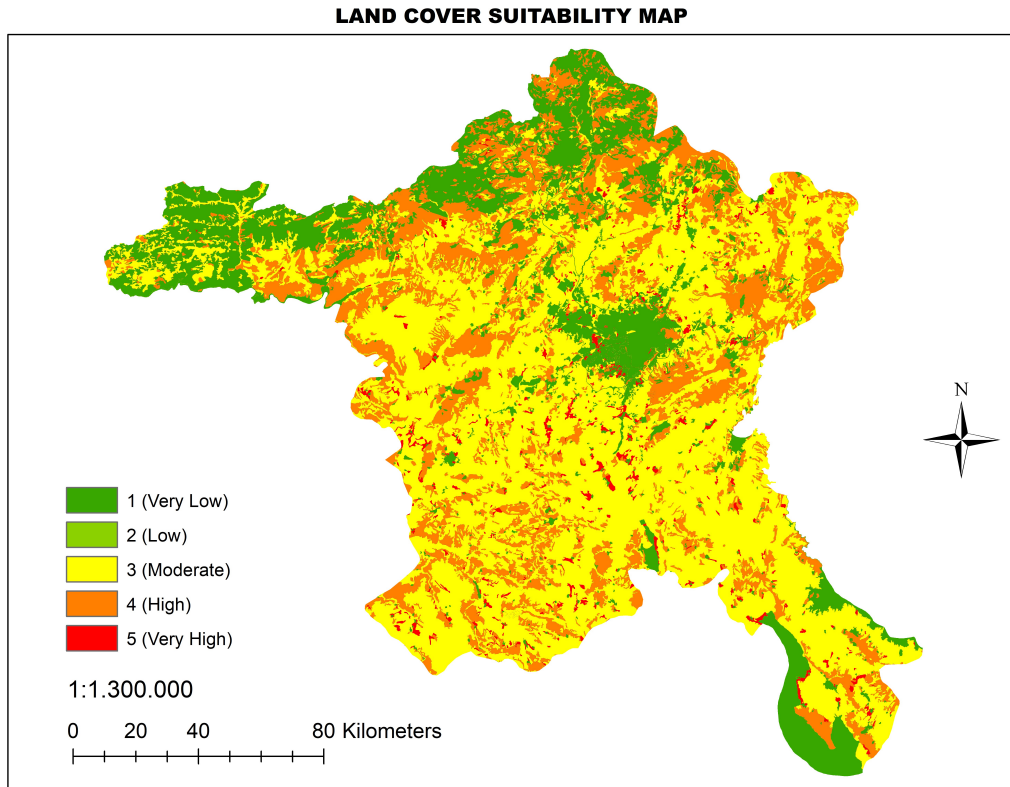 LAND COVER SUITABILITY MAP
N
1 (Very Low)
2 (Low)
3 (Moderate)
4 (High)
5 (Very High)
1:1.300.000
0 20 40 80 Kilometers